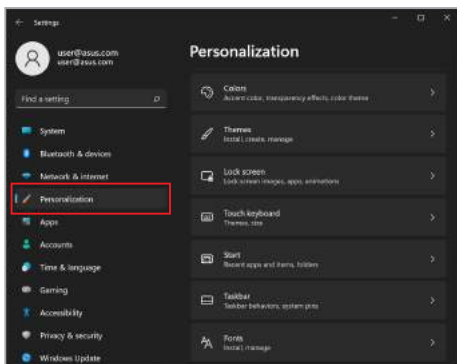 Settings
user@asus.com
user@asus.com
Find a setting
System
Bluetooth & devices
Network & internet
Personalization
Apps
Accounts
Time & language
Gaming
Accessibility
Privacy & security
Windows Update
Personalization
Colors
Accent color, transparency effects, color theme
Themes
Install, create, manage
Lock screen
Lock screen images, apps, animations
Touch keyboard
Themes, size
Start
Recent apps and items, folders
Taskbar
Taskbar behaviors, system pins
Fonts
Install, manage